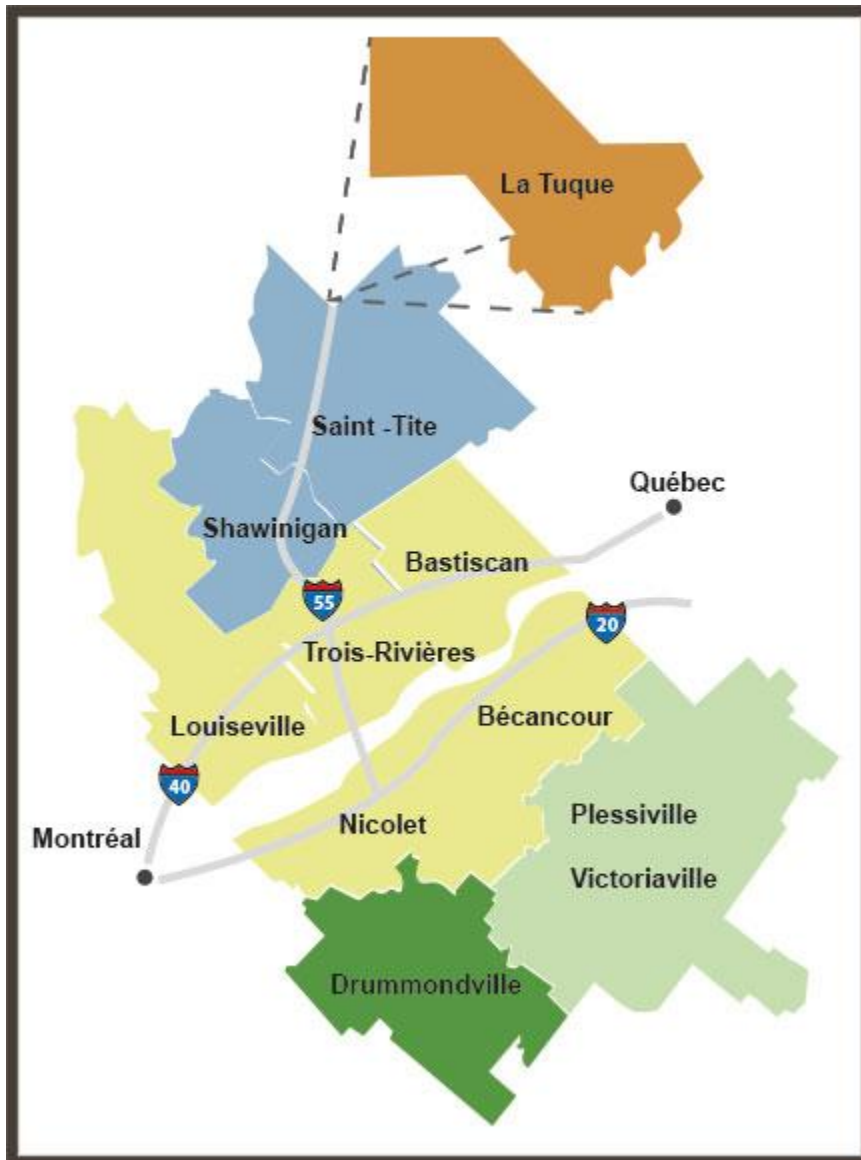 La Tuque
Saint -Tite
Québec
Shawinigan
Bastiscan
55
20
Trois-Rivières
Bécancour
Louiseville
40
Plessiville
Nicolet
Montréal
Victoriaville
Drummondville